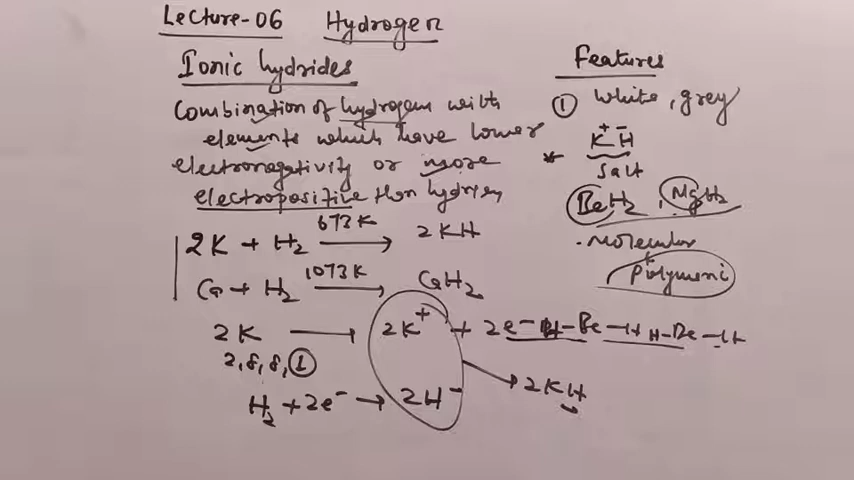 Lecture-06 Hydrogen
Ionic hydrides
Combination of hydrogen with
elements which have lower
electronegativity or more
electropositive than hydrogen
2K + H₂ 673K → 2KH
Ca + H₂ 1073K → CaH₂
2K → 2K⁺ + 2e⁻
2,8,8,1
H₂ + 2e⁻ → 2H⁻
2KH
Features
① White, grey
K⁺ H⁻
Salt
BeH₂, MgH₂
molecular
Polymeric
H-Be-H H-Be-H